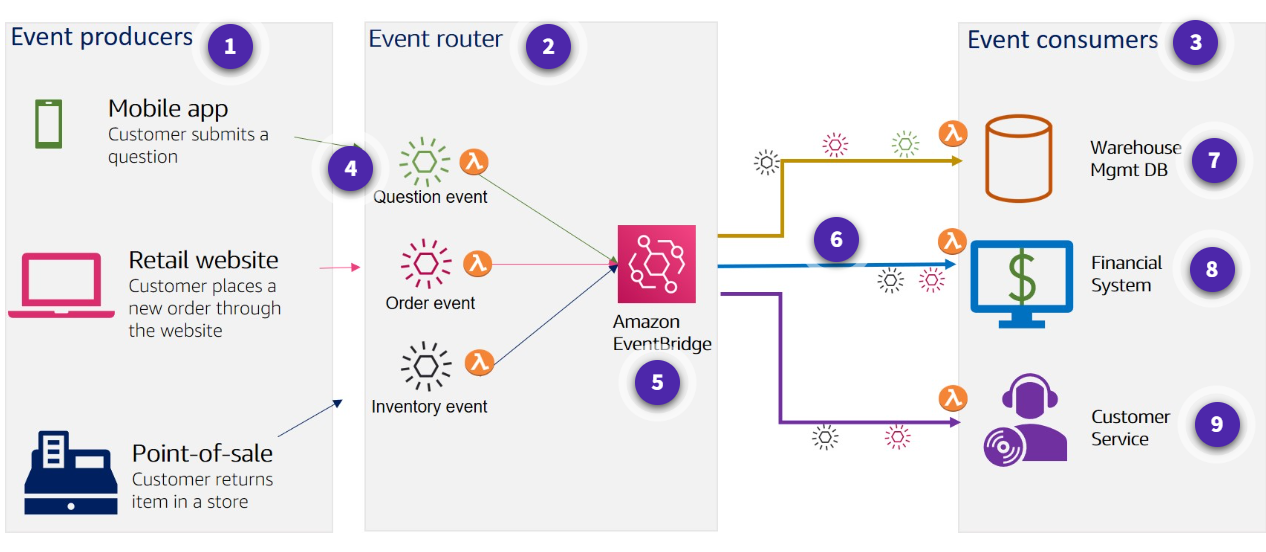 Event producers
1
Mobile app
Customer submits a
question
Retail website
Customer places a
new order through
the website
Point-of-sale
Customer returns
item in a store
Event router
2
4
λ
Question event
λ
Order event
λ
Inventory event
Amazon
EventBridge
5
6
Event consumers
3
λ
Warehouse
Mgmt DB
7
λ
$
Financial
System
8
λ
Customer
Service
9